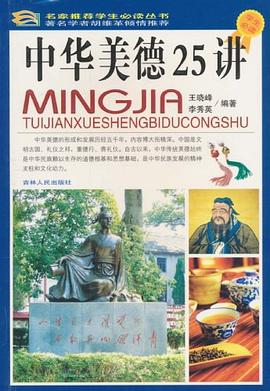 名家推荐学生必读丛书
著名学者胡维革倾情推荐
中华美德25讲
MINGJIA
TUIJIANXUESHENGBIDUCONGSHU
王晓峰
李秀英
/编著
中华美德的形成和发展历经五千年，内容博大而精深。中国是文
明古国、礼仪之邦，重德行、贵礼仪。自古以来，中华传统美德始终
是中华民族赖以生存的道德根基和思想基础，是中华民族发展的精神
支柱和文化动力。
吉林人民出版社